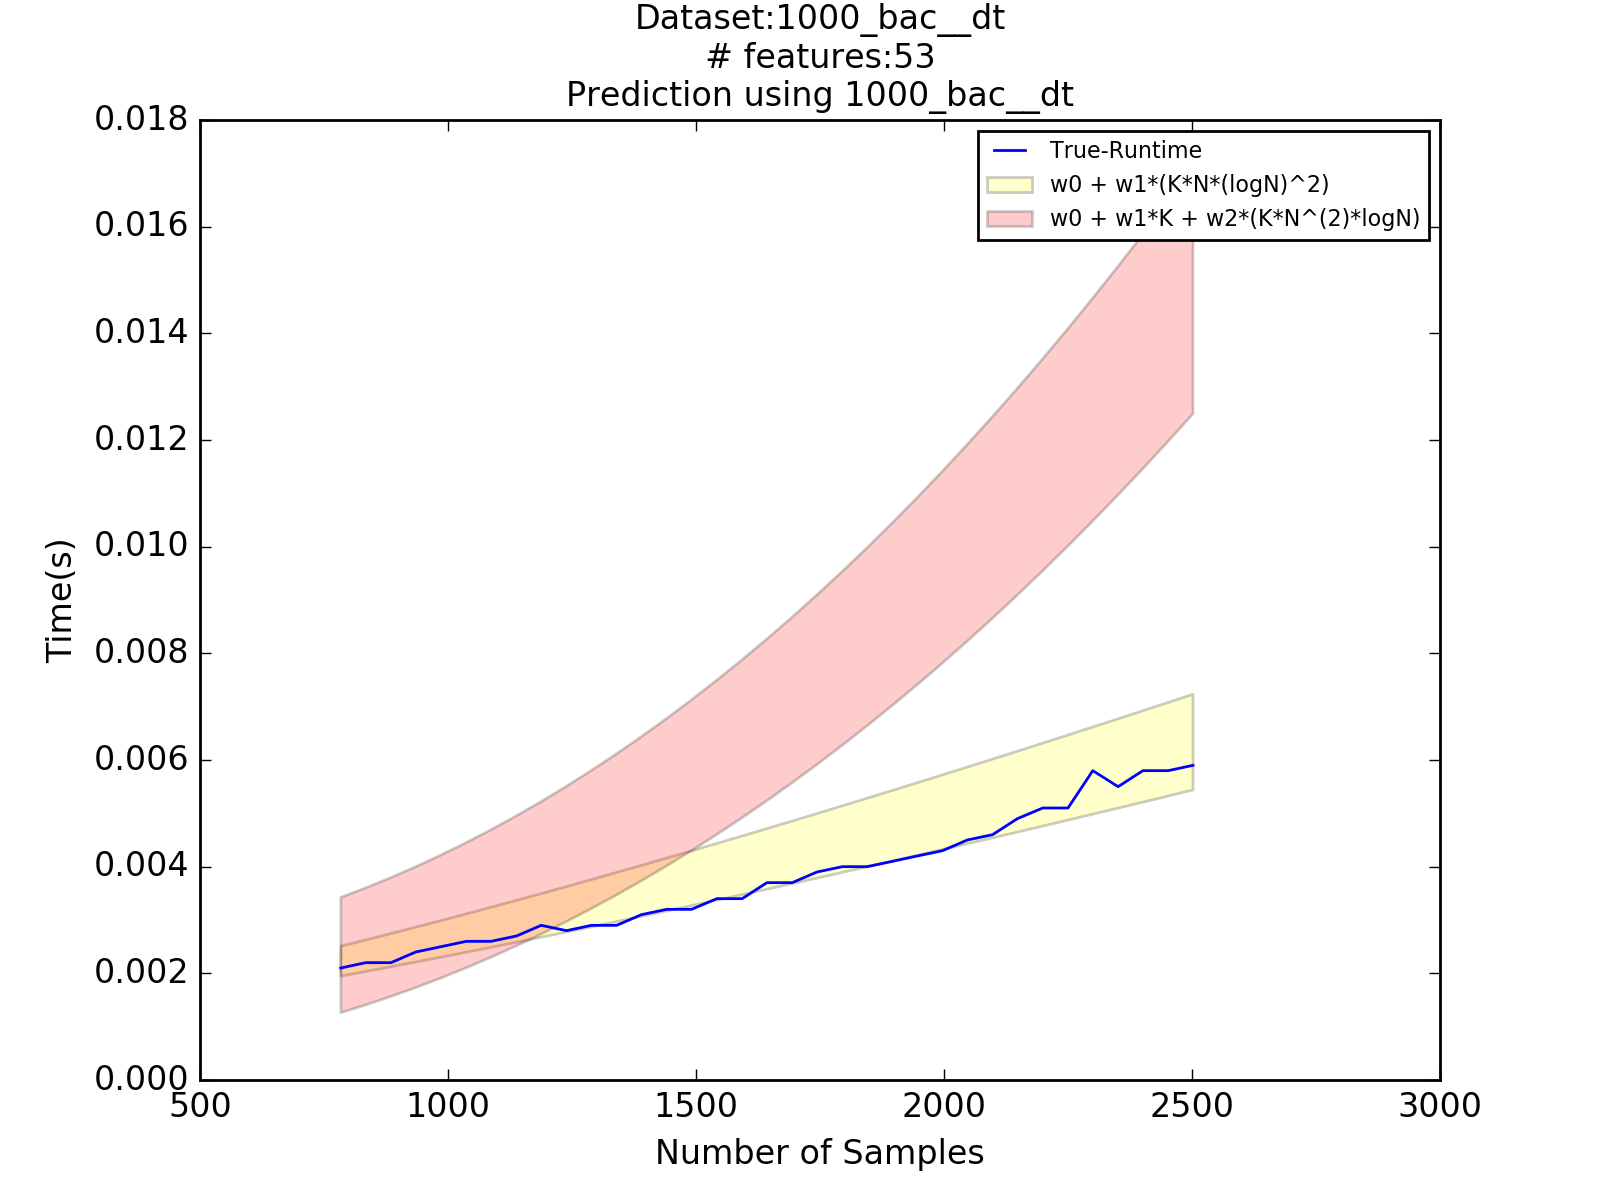 Dataset:1000_bac__dt
# features:53
Prediction using 1000_bac__dt
True-Runtime
w0 + w1*(K*N*(logN)^2)
w0 + w1*K + w2*(K*N^(2)*logN)
0.018
0.016
0.014
0.012
0.010
0.008
0.006
0.004
0.002
0.000
Time(s)
500 1000 1500 2000 2500 3000
Number of Samples